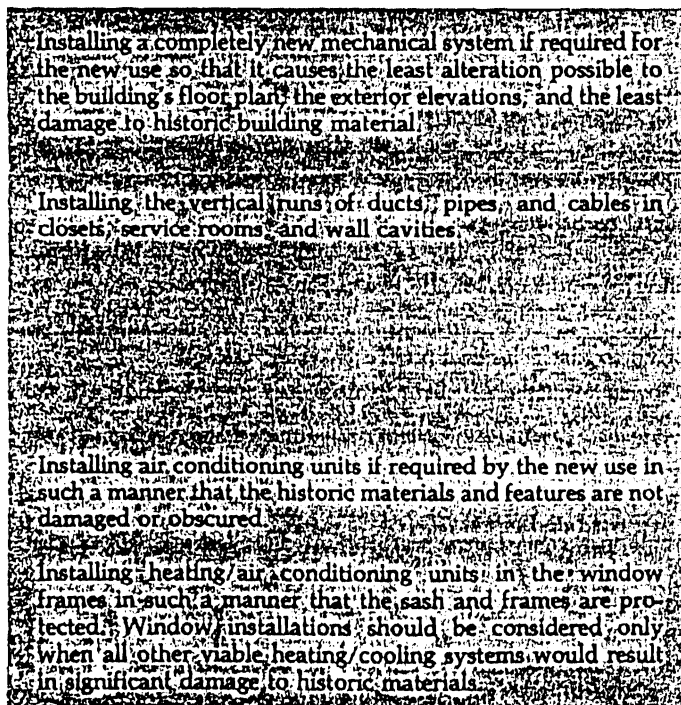 Installing a completely new mechanical system if required for
the new use so that it causes the least alteration possible to
the building's floor plan, the exterior elevations, and the least
damage to historic building material.
Installing the vertical runs of ducts, pipes, and cables in
closets, service rooms, and wall cavities.
Installing air conditioning units if required by the new use in
such a manner that the historic materials and features are not
damaged or obscured.
Installing heating/air conditioning units in the window
frames in such a manner that the sash and frames are pro-
tected. Window installations should be considered only
when all other viable heating/cooling systems would result
in significant damage to historic materials.